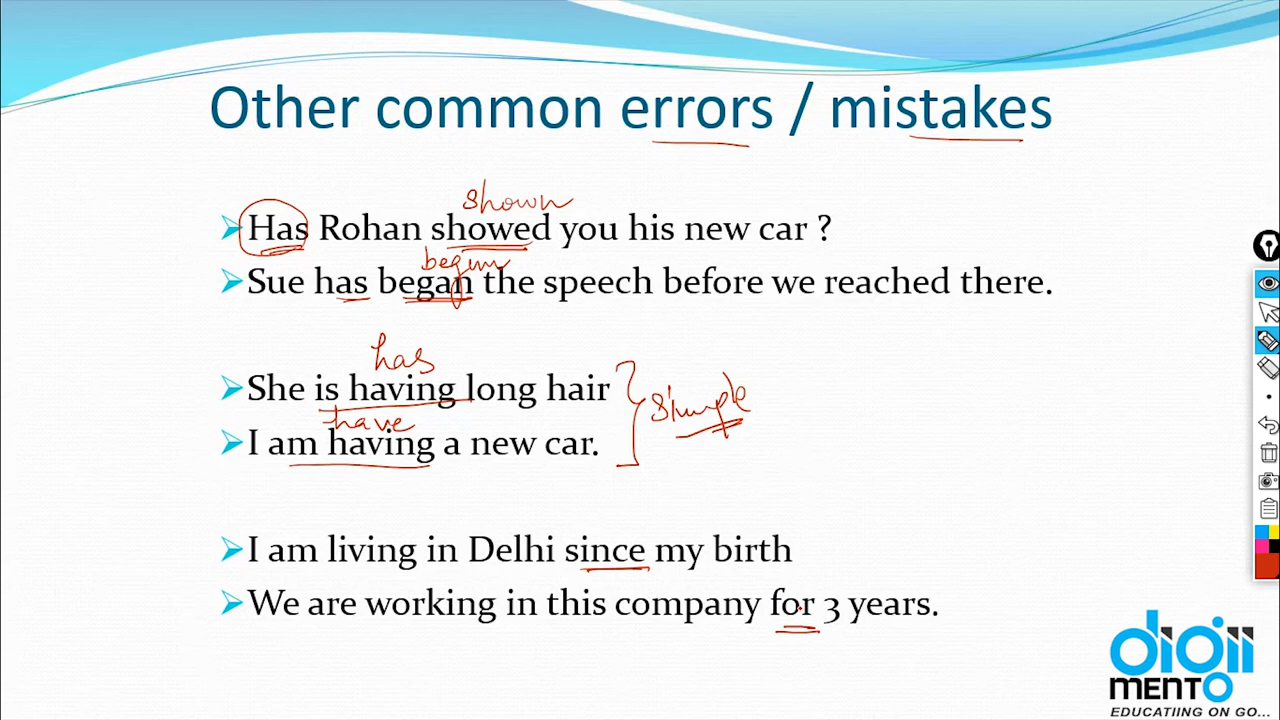 Other common errors / mistakes
shown
Has Rohan showed you his new car ?
begun
Sue has began the speech before we reached there.
has
She is having long hair
simple
have
I am having a new car.
I am living in Delhi since my birth
We are working in this company for 3 years.
digii
MENTO
EDUCATIING ON GO...